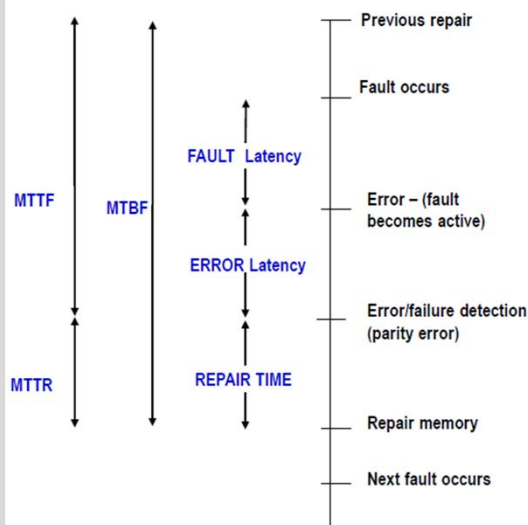 Previous repair
Fault occurs
FAULT Latency
MTTF
MTBF
Error – (fault
becomes active)
ERROR Latency
Error/failure detection
(parity error)
MTTR
REPAIR TIME
Repair memory
Next fault occurs